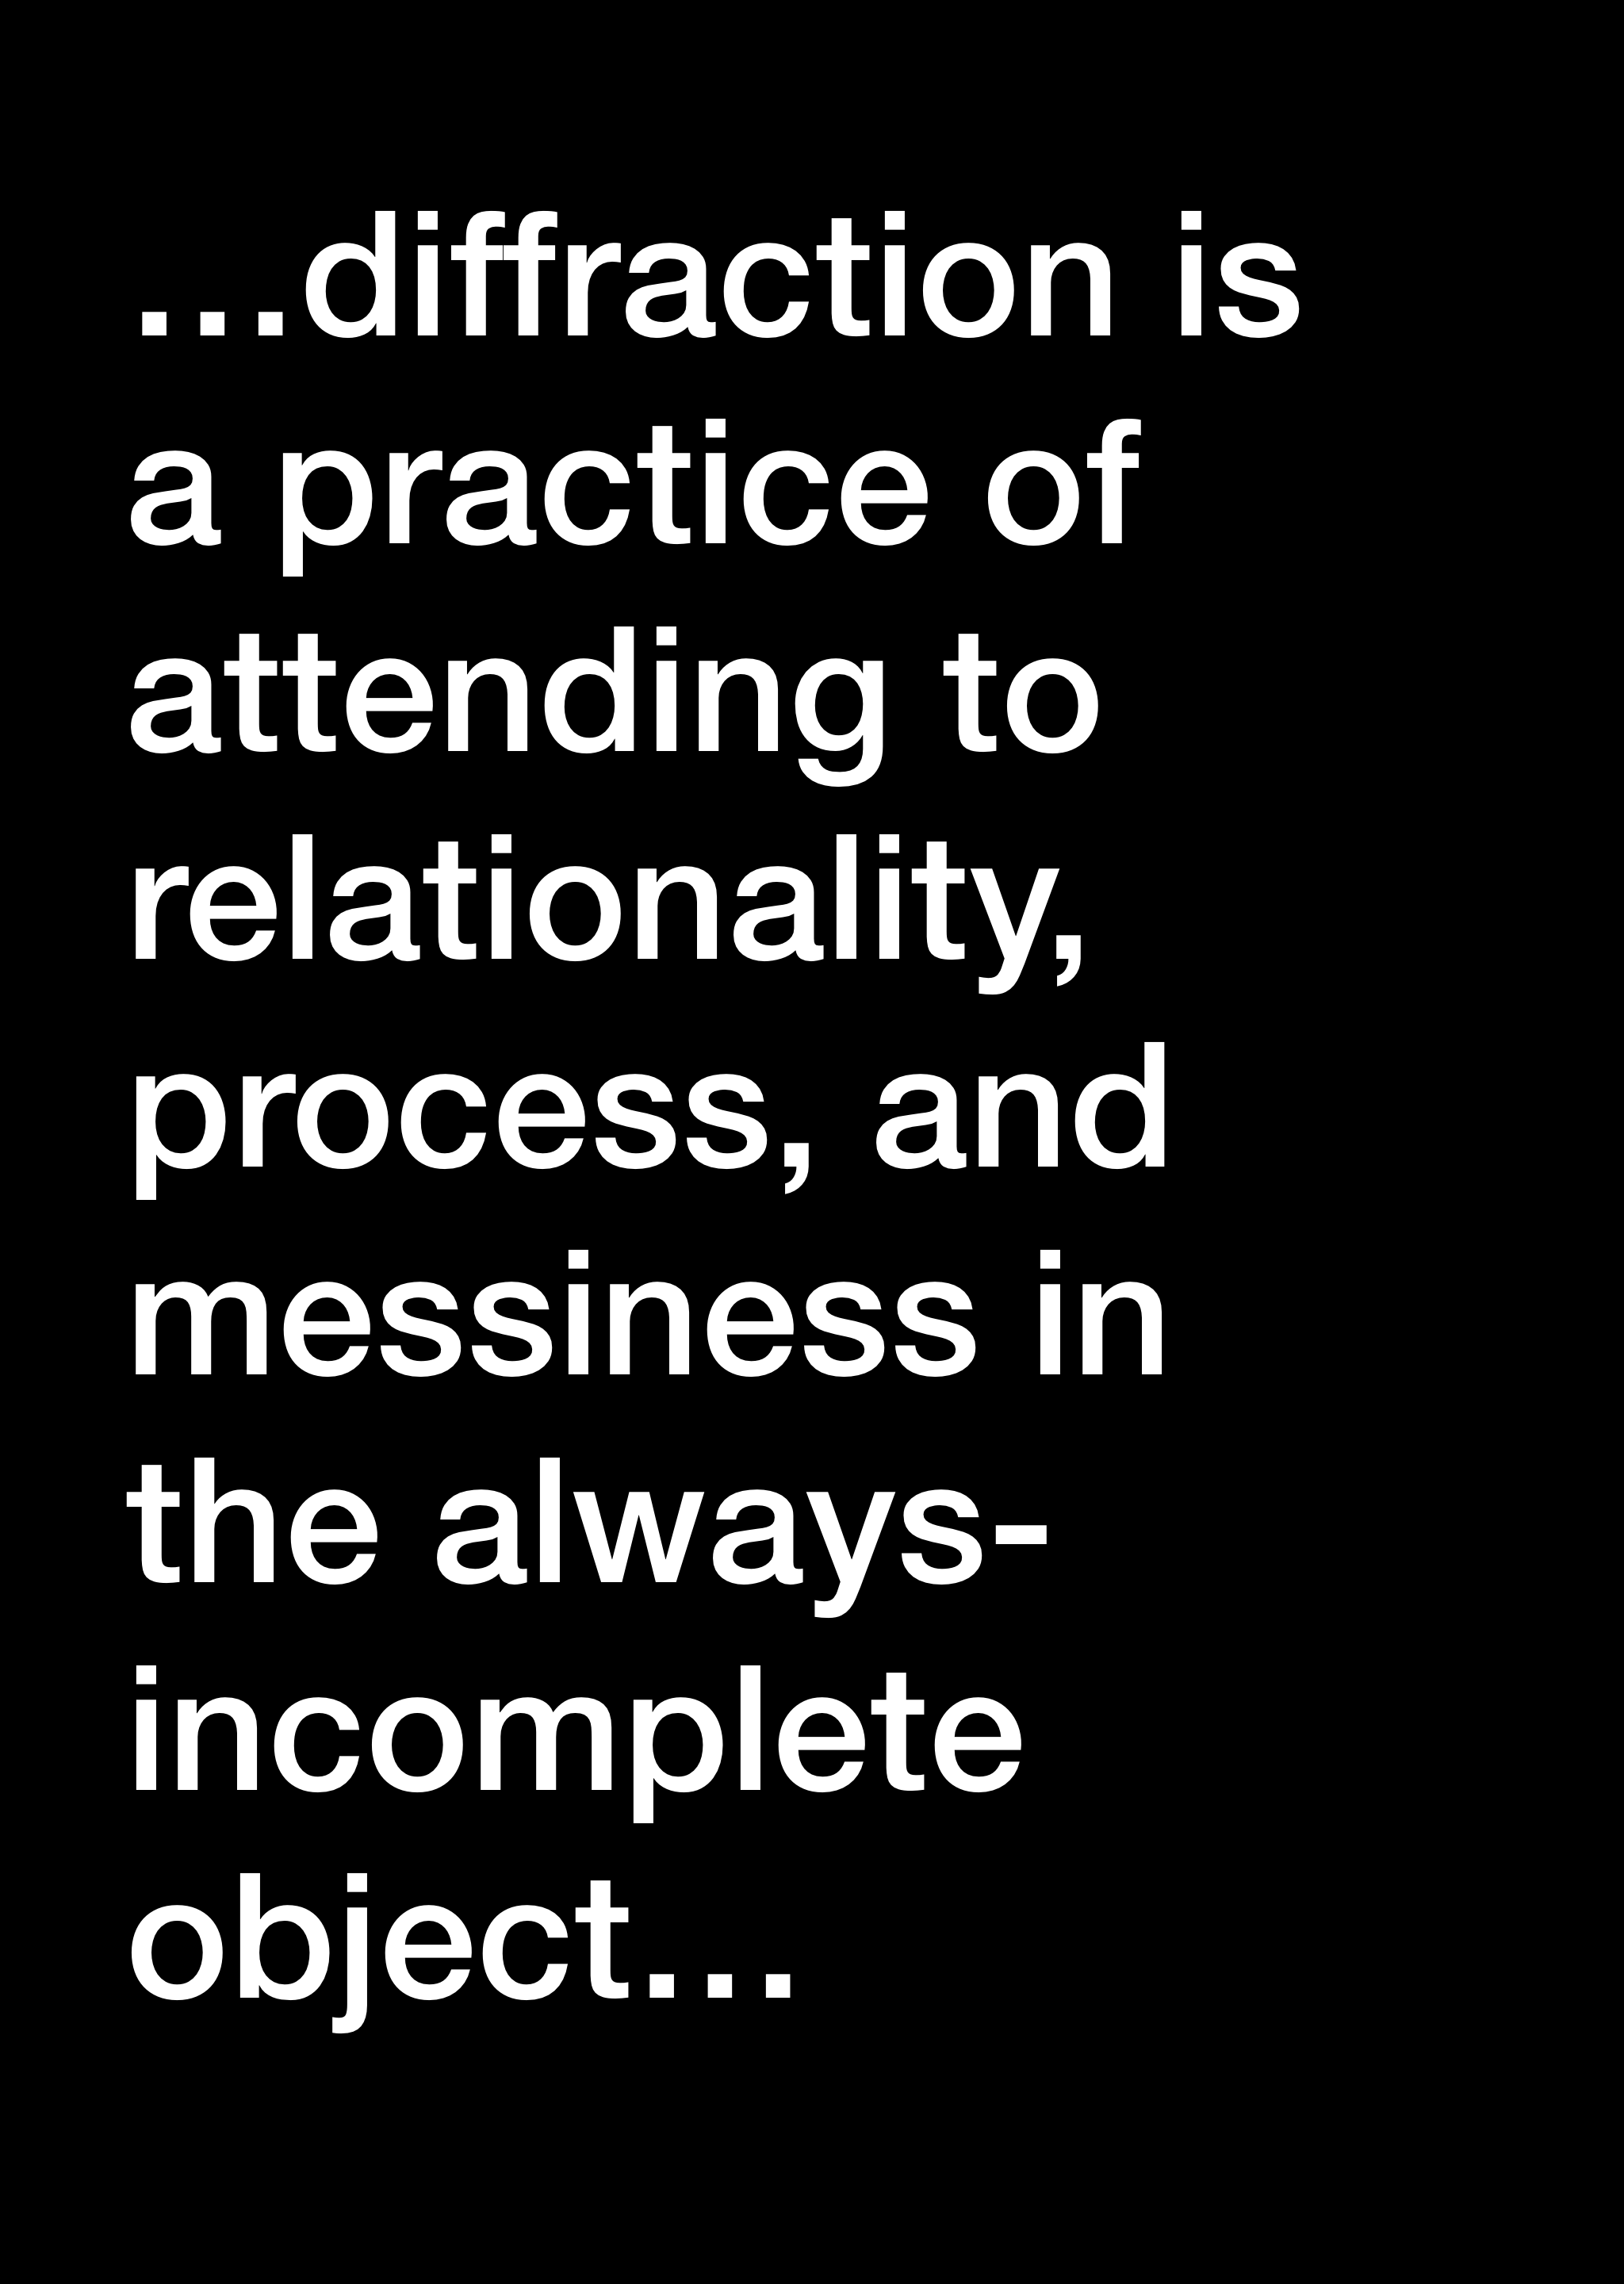 ...diffraction is
a practice of
attending to
relationality,
process, and
messiness in
the always-
incomplete
object...